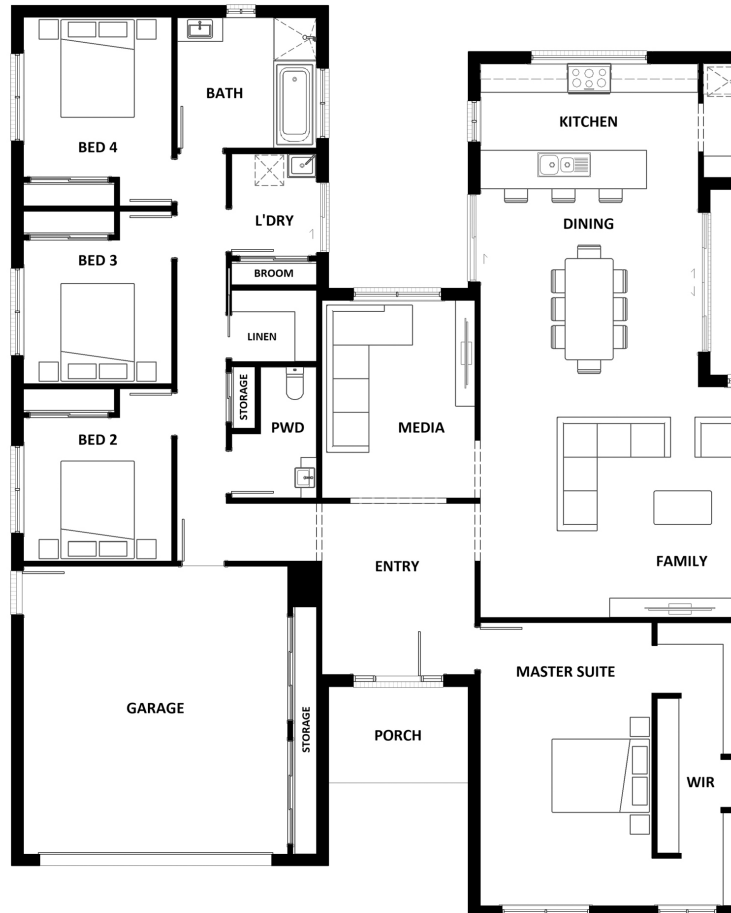 BATH
BED 4
KITCHEN
L'DRY
DINING
BED 3
BROOM
LINEN
STORAGE
PWD
MEDIA
BED 2
ENTRY
FAMILY
MASTER SUITE
GARAGE
STORAGE
PORCH
WIR